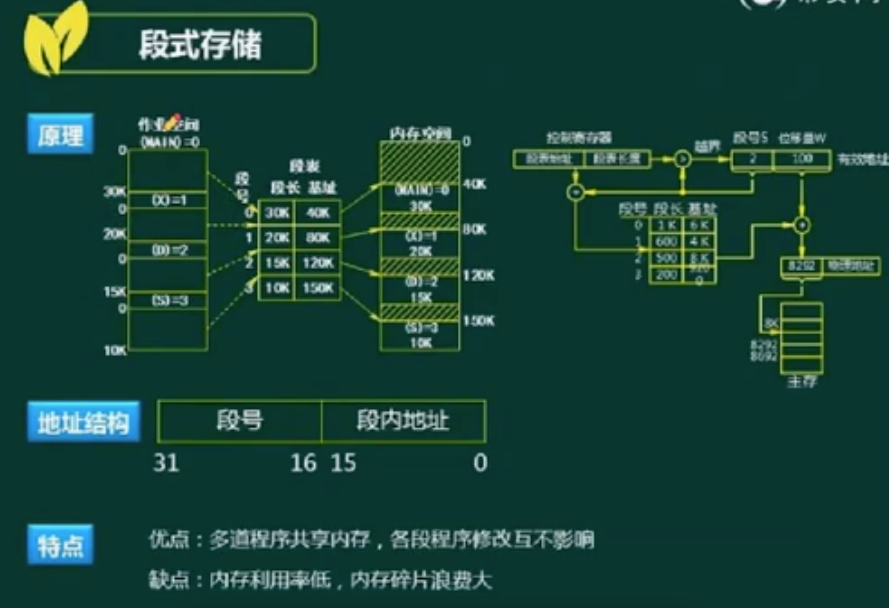 段式存储
原理
作业空间
(MAIN)=0
0
30K
0
(X)=1
20K
0
(D)=2
15K
0
(S)=3
10K
段表
段号
段长 基址
0 30K 40K
1 20K 80K
2 15K 120K
3 10K 150K
内存空间
0
40K
(MAIN)=0
30K
80K
(X)=1
20K
120K
(D)=2
15K
150K
(S)=3
10K
控制寄存器
段表地址 段表长度
>
越界
段号S 位移量W
2 100
有效地址
+
段号 段长 基址
0 1K 6K
1 600 4K
2 500 8K
3 200 9200
+
8292 物理地址
8K
8292
8692
主存
地址结构
段号 段内地址
31 16 15 0
特点
优点：多道程序共享内存，各段程序修改互不影响
缺点：内存利用率低，内存碎片浪费大